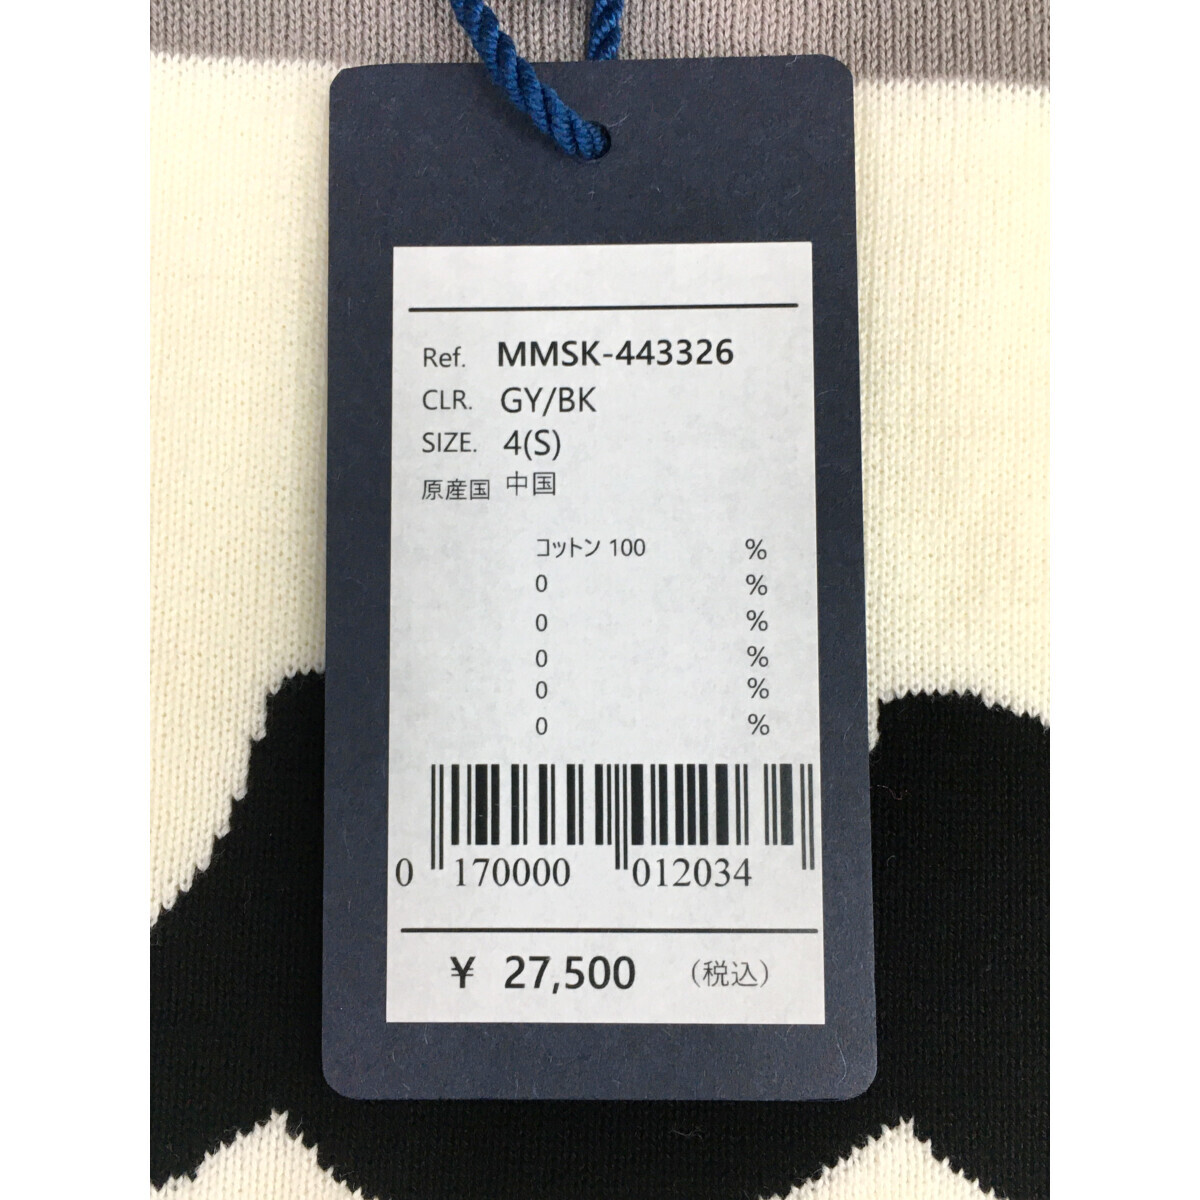 Ref. MMSK-443326
CLR. GY/BK
SIZE. 4(S)
原産国 中国
コットン 100 %
0 %
0 %
0 %
0 %
0 %
0 170000 012034
¥ 27,500 (税込)